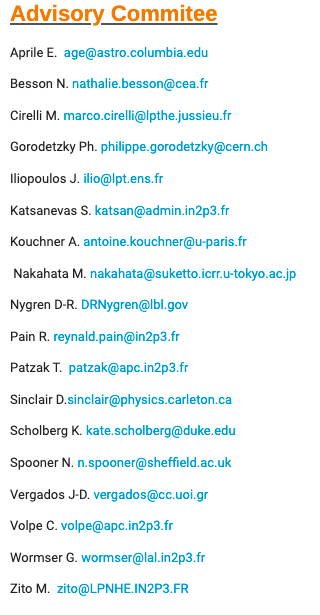 Advisory Commitee
Aprile E. age@astro.columbia.edu
Besson N. nathalie.besson@cea.fr
Cirelli M. marco.cirelli@lpthe.jussieu.fr
Gorodetzky Ph. philippe.gorodetzky@cern.ch
Iliopoulos J. ilio@lpt.ens.fr
Katsanevas S. katsan@admin.in2p3.fr
Kouchner A. antoine.kouchner@u-paris.fr
Nakahata M. nakahata@suketto.icrr.u-tokyo.ac.jp
Nygren D-R. DRNygren@lbl.gov
Pain R. reynald.pain@in2p3.fr
Patzak T. patzak@apc.in2p3.fr
Sinclair D.sinclair@physics.carleton.ca
Scholberg K. kate.scholberg@duke.edu
Spooner N. n.spooner@sheffield.ac.uk
Vergados J-D. vergados@cc.uoi.gr
Volpe C. volpe@apc.in2p3.fr
Wormser G. wormser@lal.in2p3.fr
Zito M. zito@LPNHE.IN2P3.FR